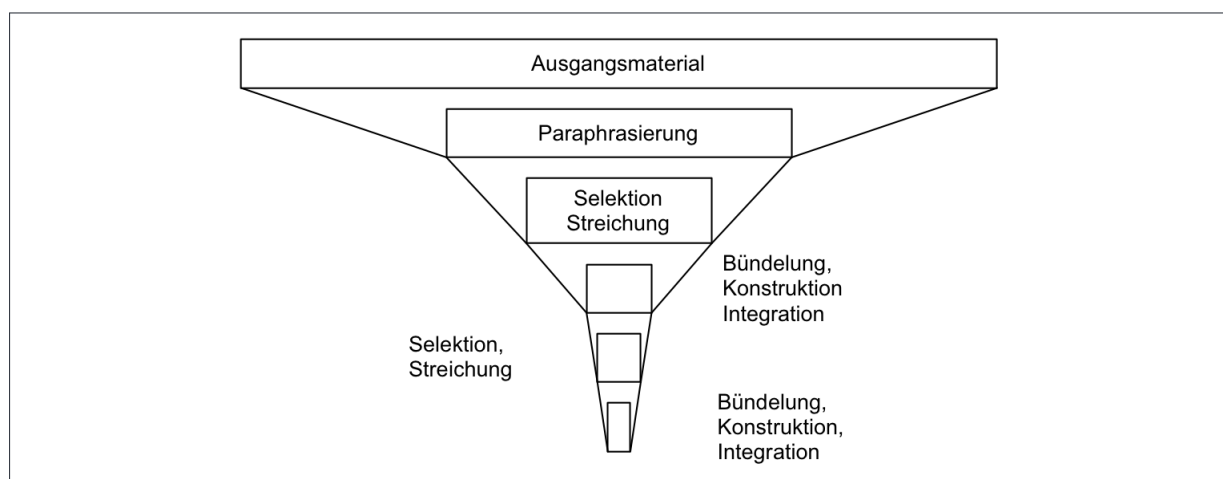 Ausgangsmaterial
Paraphrasierung
Selektion
Streichung
Bündelung,
Konstruktion
Integration
Selektion,
Streichung
Bündelung,
Konstruktion,
Integration